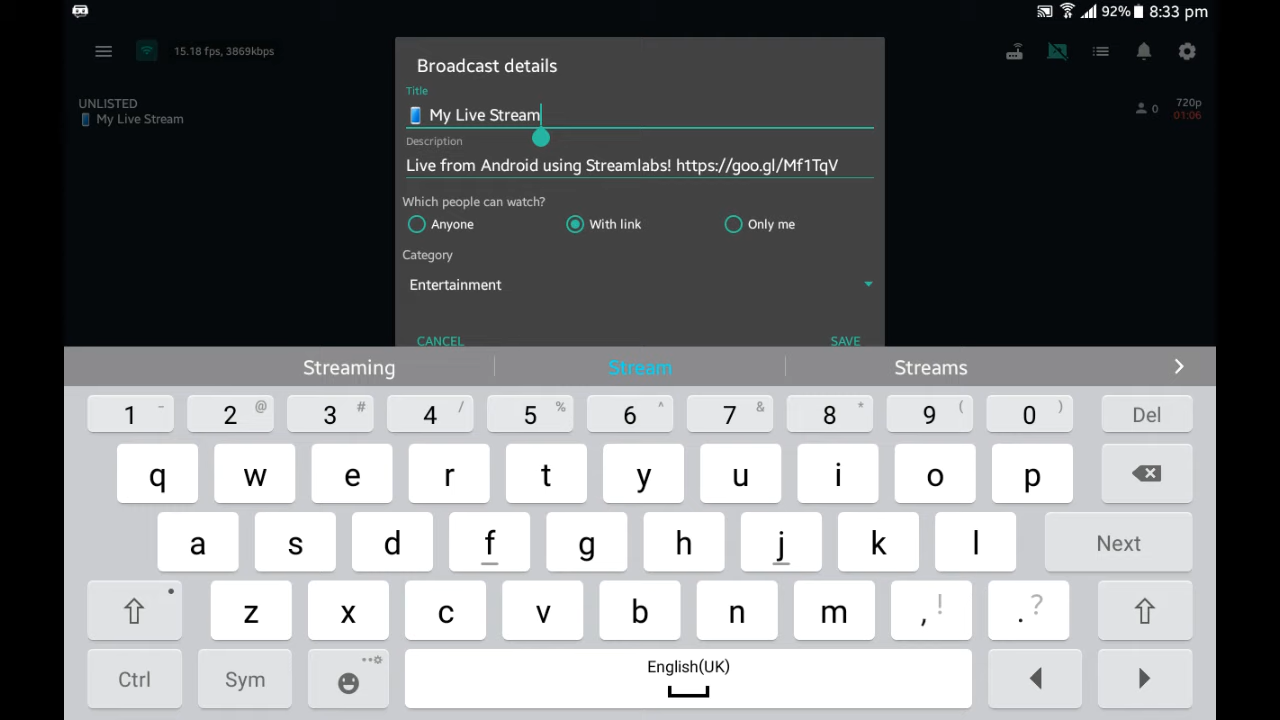 92% 8:33 pm
15.18 fps, 3869kbps
UNLISTED
My Live Stream
0
720p
01:06
Broadcast details
Title
My Live Stream
Description
Live from Android using Streamlabs! https://goo.gl/Mf1TqV
Which people can watch?
Anyone With link Only me
Category
Entertainment
CANCEL SAVE
Streaming Stream Streams
1 - 2 @ 3 # 4 / 5 % 6 ^ 7 & 8 * 9 ( 0 ) Del
q w e r t y u i o p
a s d f g h j k l Next
z x c v b n m , ! . ?
Ctrl Sym English(UK)